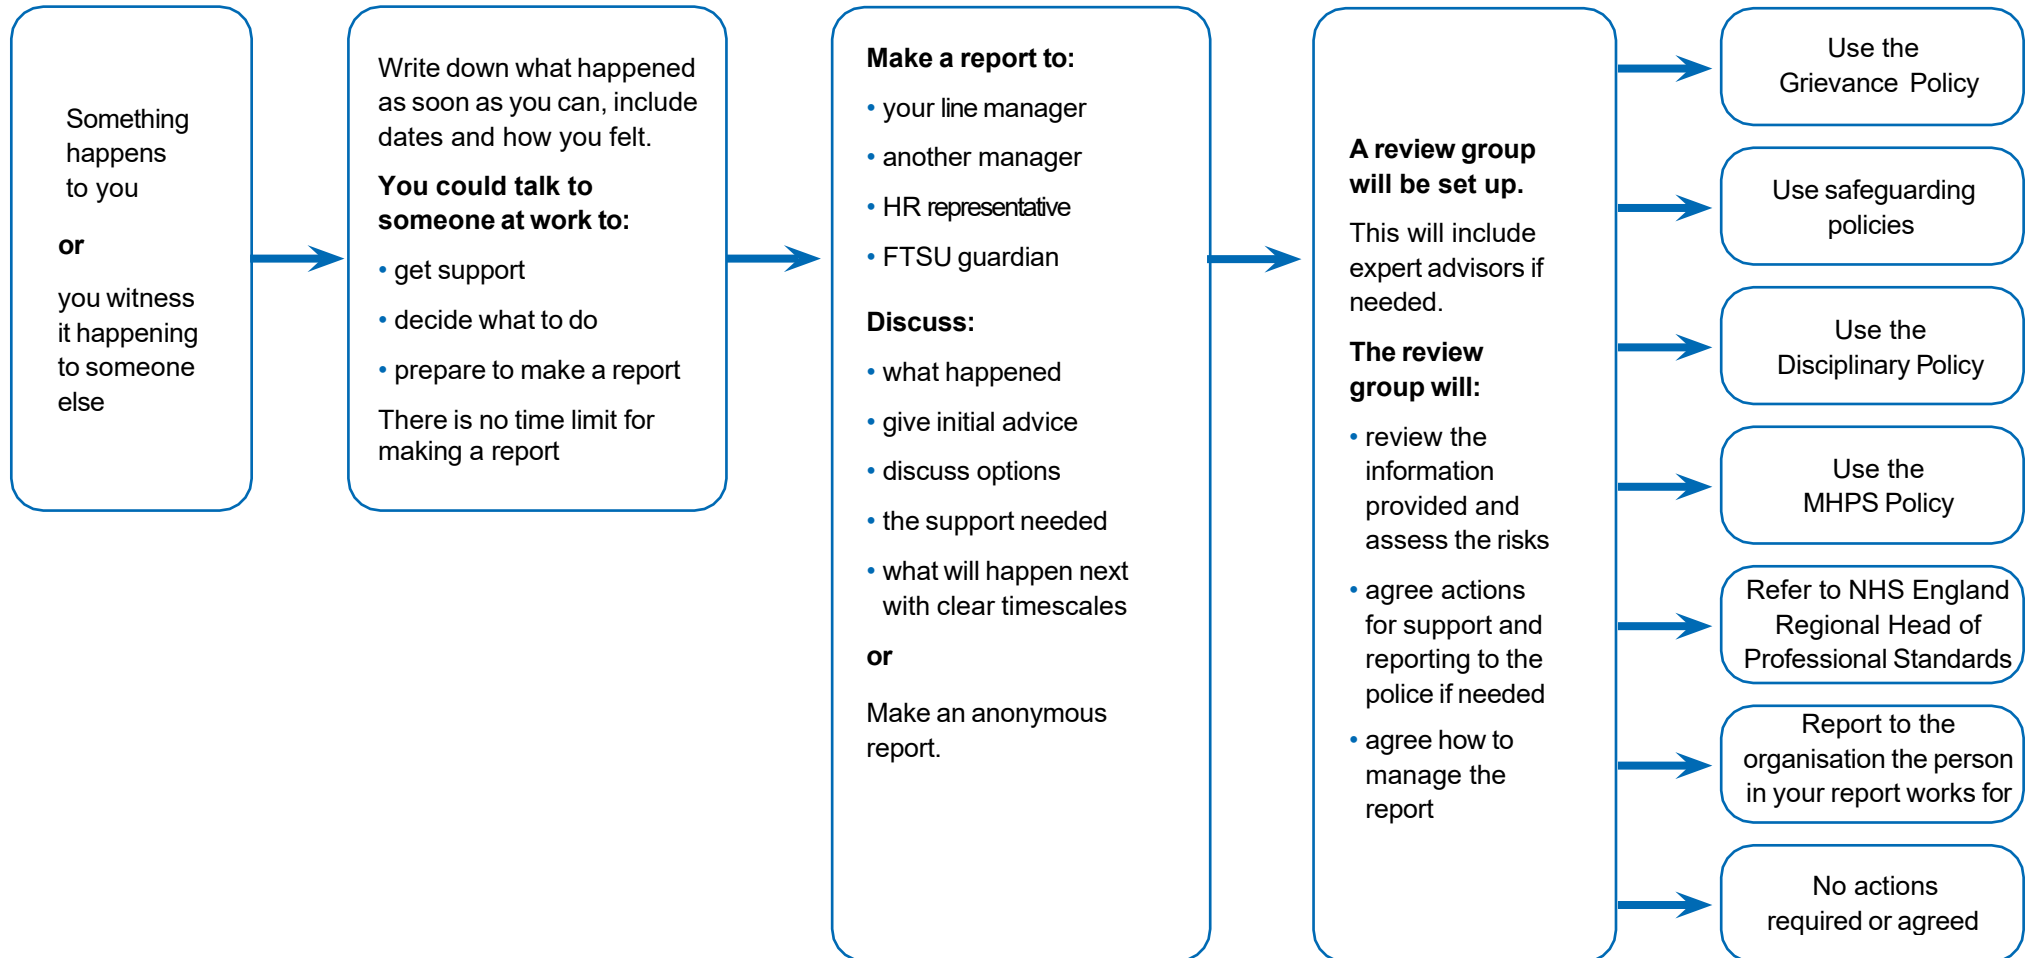 Something
happens
to you
or
you witness
it happening
to someone
else
Write down what happened
as soon as you can, include
dates and how you felt.
You could talk to
someone at work to:
• get support
• decide what to do
• prepare to make a report
There is no time limit for
making a report
Make a report to:
• your line manager
• another manager
• HR representative
• FTSU guardian
Discuss:
• what happened
• give initial advice
• discuss options
• the support needed
• what will happen next
with clear timescales
or
Make an anonymous
report.
A review group
will be set up.
This will include
expert advisors if
needed.
The review
group will:
• review the
information
provided and
assess the risks
• agree actions
for support and
reporting to the
police if needed
• agree how to
manage the
report
Use the
Grievance Policy
Use safeguarding
policies
Use the
Disciplinary Policy
Use the
MHPS Policy
Refer to NHS England
Regional Head of
Professional Standards
Report to the
organisation the person
in your report works for
No actions
required or agreed